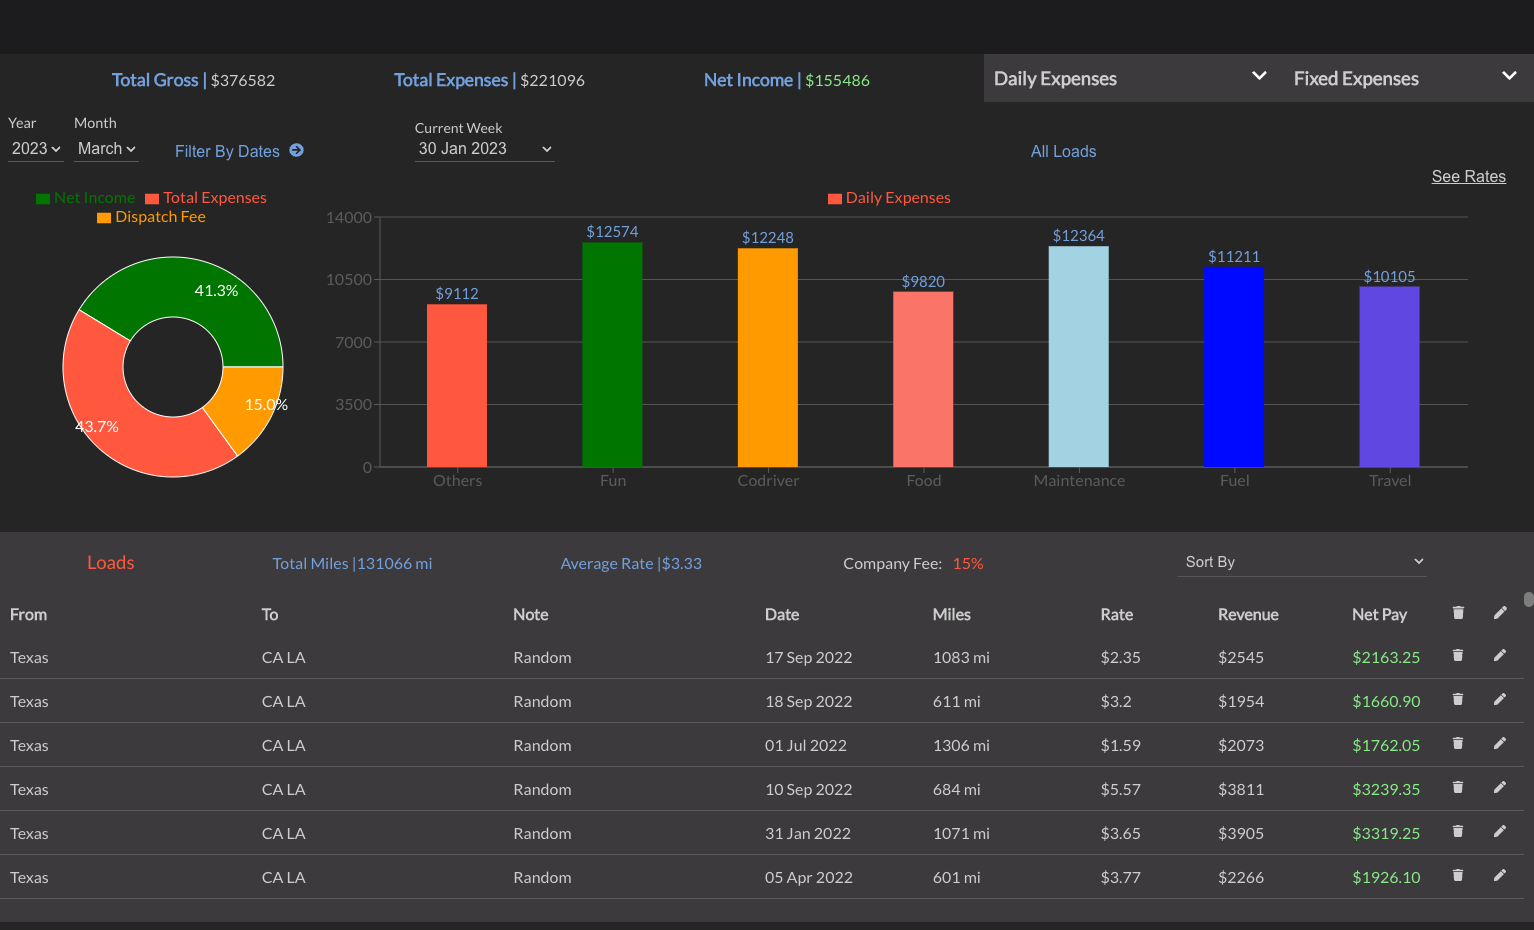 Total Gross | $376582
Total Expenses | $221096
Net Income | $155486
Daily Expenses
Fixed Expenses
Year
Month
2023
March
Filter By Dates
Current Week
30 Jan 2023
All Loads
See Rates
Net Income
Total Expenses
Dispatch Fee
41.3%
15.0%
43.7%
Daily Expenses
14000
10500
7000
3500
0
$9112
$12574
$12248
$9820
$12364
$11211
$10105
Others
Fun
Codriver
Food
Maintenance
Fuel
Travel
Loads
Total Miles |131066 mi
Average Rate |$3.33
Company Fee: 15%
Sort By
From To Note Date Miles Rate Revenue Net Pay
Texas CA LA Random 17 Sep 2022 1083 mi $2.35 $2545 $2163.25
Texas CA LA Random 18 Sep 2022 611 mi $3.2 $1954 $1660.90
Texas CA LA Random 01 Jul 2022 1306 mi $1.59 $2073 $1762.05
Texas CA LA Random 10 Sep 2022 684 mi $5.57 $3811 $3239.35
Texas CA LA Random 31 Jan 2022 1071 mi $3.65 $3905 $3319.25
Texas CA LA Random 05 Apr 2022 601 mi $3.77 $2266 $1926.10